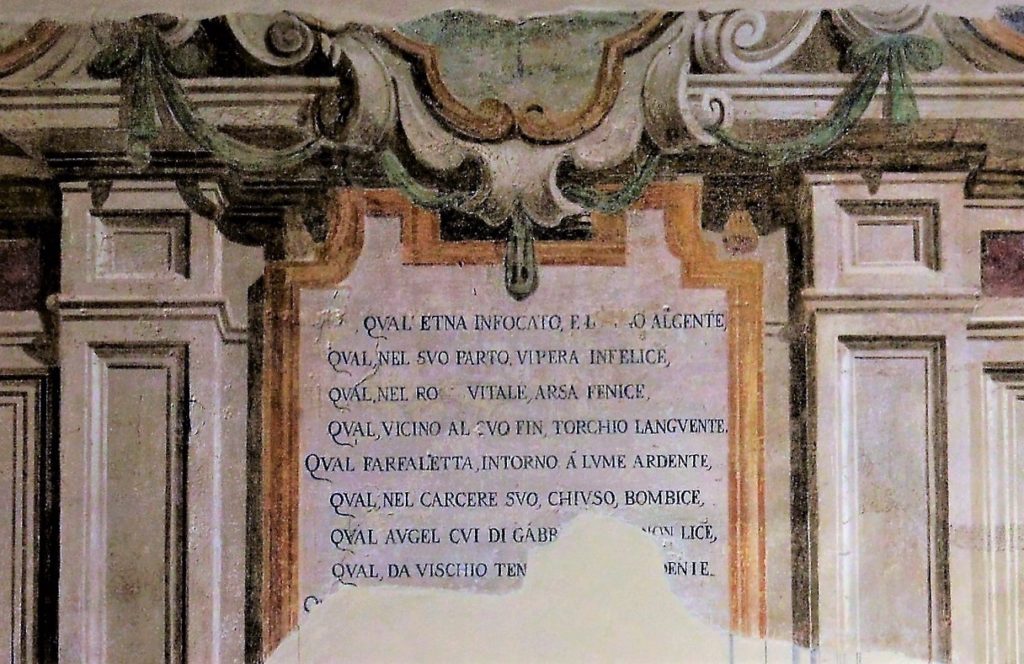 QVAL' ETNA INFOCATO, E ALGENTE,
QVAL, NEL SVO PARTO, VIPERA INFELICE,
QVAL, NEL VITALE, ARSA FENICE,
QVAL, VICINO AL SVO FIN, TORCHIO LANGVENTE.
QVAL FARFALETTA, INTORNO Á LVME ARDENTE,
QVAL, NEL CARCERE SVO, CHIVSO, BOMBICE,
QVAL AVGEL CVI DI NON LICE,
QVAL, DA VISCHIO